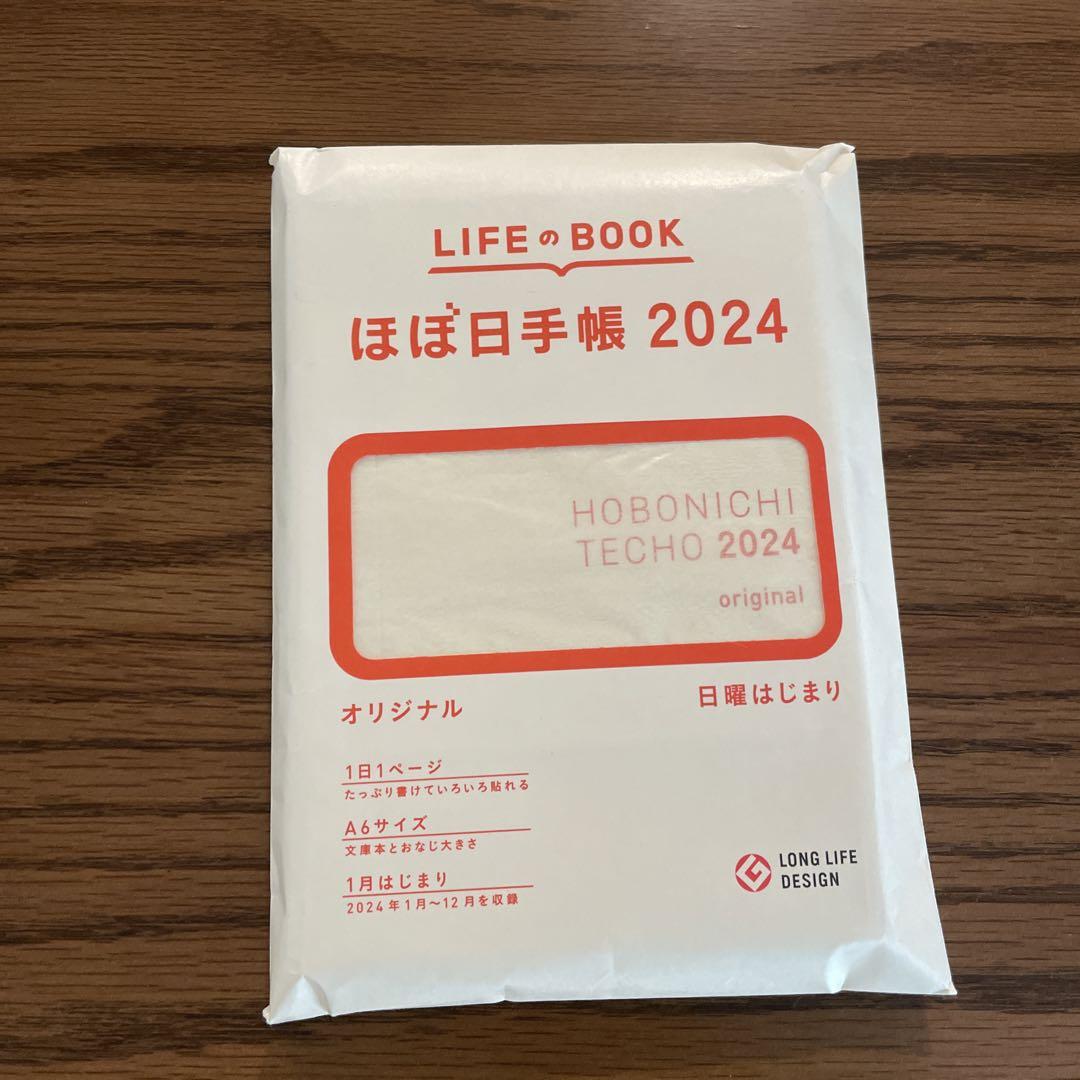 LIFEのBOOK
ほぼ日手帳 2024
HOBONICHI
TECHO 2024
original
オリジナル
日曜はじまり
1日1ページ
たっぷり書けていろいろ貼れる
A6サイズ
文庫本とおなじ大きさ
1月はじまり
2024年1月〜12月を収録
LONG LIFE
DESIGN